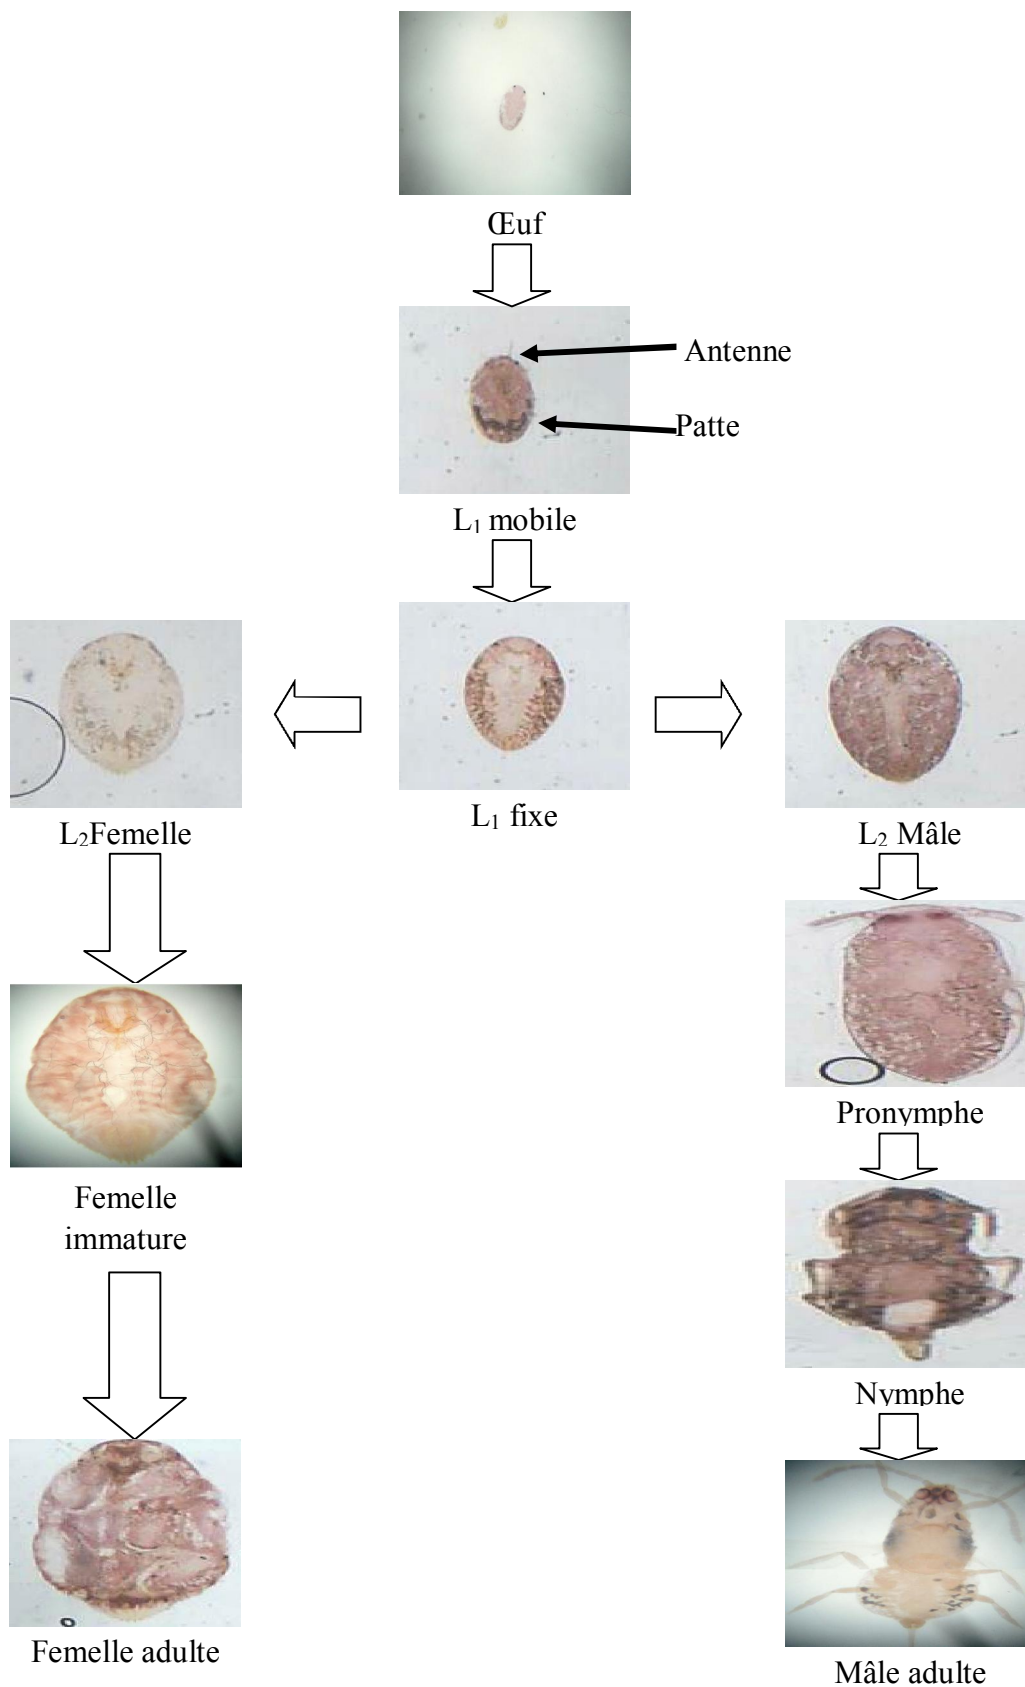 Œuf
Antenne
Patte
L₁ mobile
L₁ fixe
L₂Femelle
L₂ Mâle
Pronymphe
Femelle
immature
Nymphe
Femelle adulte
Mâle adulte